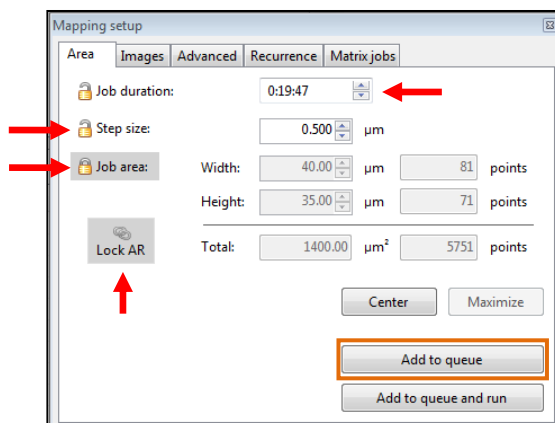 Mapping setup
Area Images Advanced Recurrence Matrix jobs
Job duration: 0:19:47
Step size: 0.500 µm
Job area: Width: 40.00 µm 81 points
Height: 35.00 µm 71 points
Lock AR Total: 1400.00 µm² 5751 points
Center Maximize
Add to queue
Add to queue and run